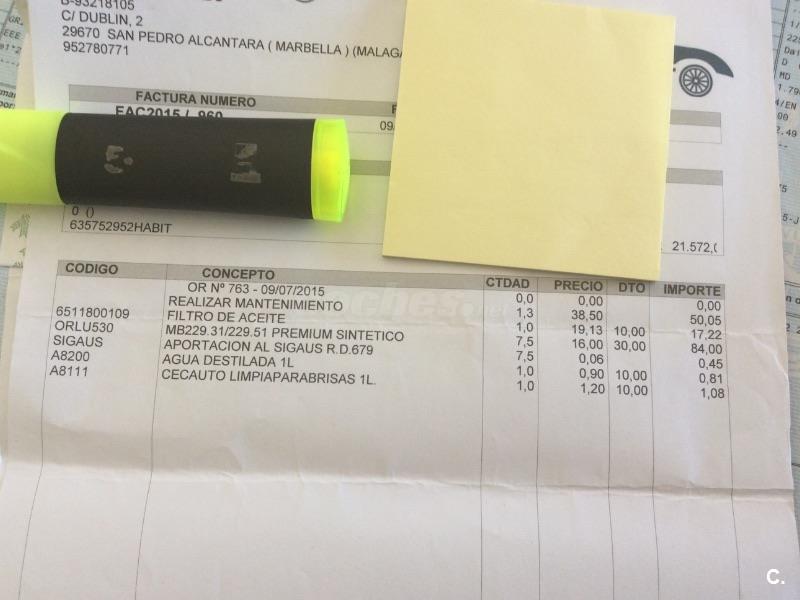 B-93218105
C/ DUBLIN, 2
29670 SAN PEDRO ALCANTARA ( MARBELLA ) (MALAGA
952780771
FACTURA NUMERO
FAC2015 / 960
09/
0 ()
635752952HABIT
21.572,0
CODIGO CONCEPTO CTDAD PRECIO DTO IMPORTE
OR Nº 763 - 09/07/2015 0,0 0,00 0,00
REALIZAR MANTENIMIENTO 1,3 38,50 50,05
6511800109 FILTRO DE ACEITE 1,0 19,13 10,00 17,22
ORLU530 MB229.31/229.51 PREMIUM SINTETICO 7,5 16,00 30,00 84,00
SIGAUS APORTACION AL SIGAUS R.D.679 7,5 0,06 0,45
A8200 AGUA DESTILADA 1L 1,0 0,90 10,00 0,81
A8111 CECAUTO LIMPIAPARABRISAS 1L. 1,0 1,20 10,00 1,08
C.